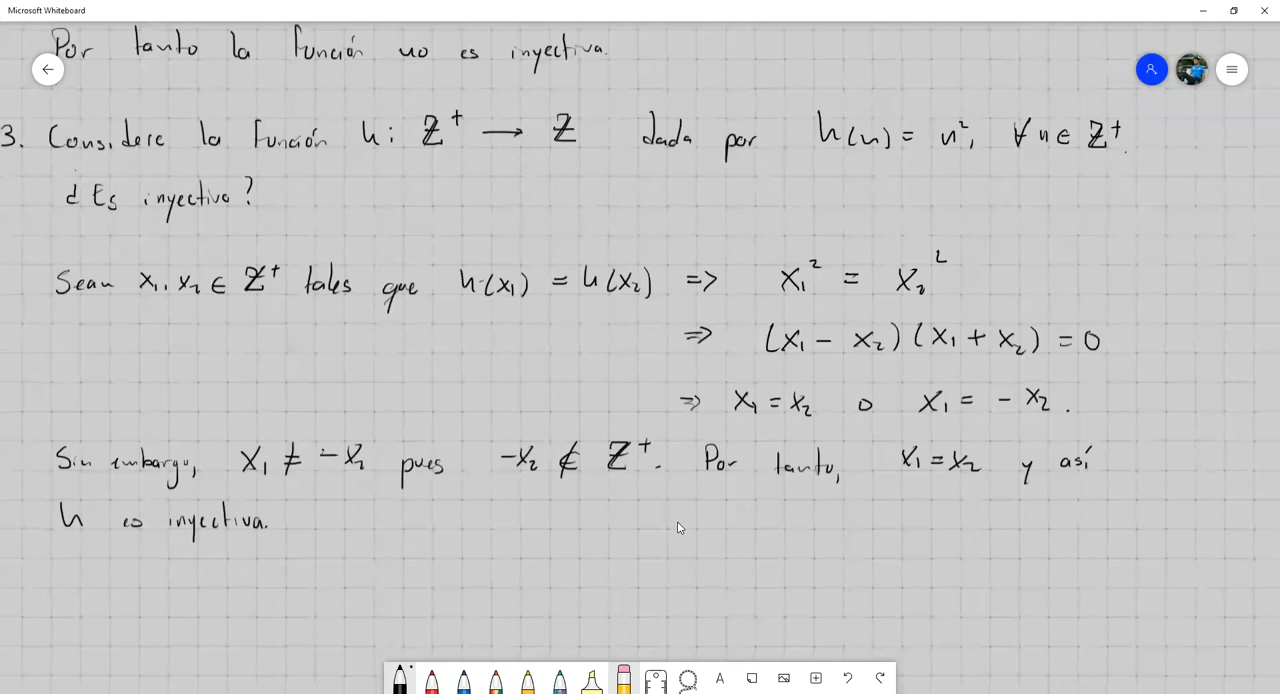 Microsoft Whiteboard
Por tanto la función no es inyectiva.
3. Considere la función h: ℤ⁺ → ℤ dada por h(n) = n², ∀ n ∈ ℤ⁺.
¿Es inyectiva?
Sean x₁, x₂ ∈ ℤ⁺ tales que h(x₁) = h(x₂) => x₁² = x₂²
=> (x₁ - x₂)(x₁ + x₂) = 0
=> x₁ = x₂ o x₁ = - x₂.
Sin embargo, x₁ ≠ -x₂ pues -x₂ ∉ ℤ⁺. Por tanto, x₁ = x₂ y así
h es inyectiva.
A